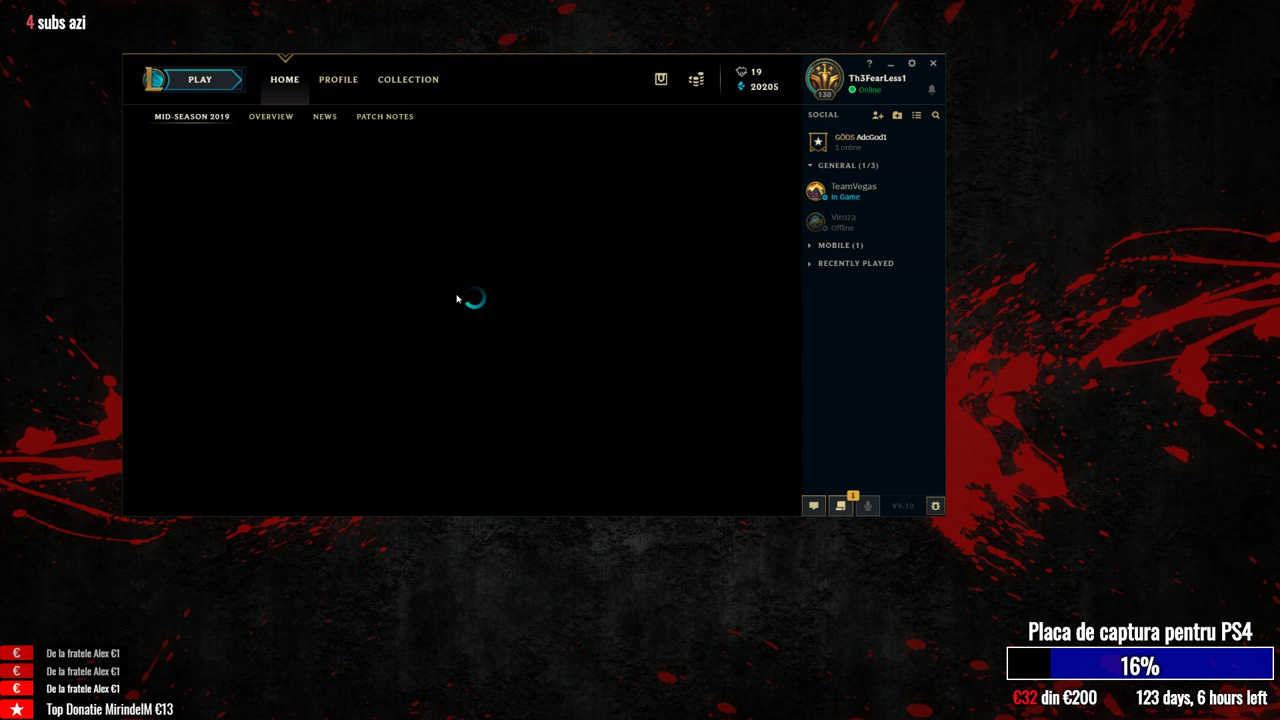 4 subs azi
PLAY
HOME
PROFILE
COLLECTION
19
20205
?
Th3FearLess1
130
Online
MID-SEASON 2019
OVERVIEW
NEWS
PATCH NOTES
SOCIAL
GÖDS AdcGod1
1 online
GENERAL (1/3)
TeamVegas
In Game
Viroza
Offline
MOBILE (1)
RECENTLY PLAYED
1
V9.10
De la fratele Alex €1
De la fratele Alex €1
De la fratele Alex €1
Top Donatie MirindelM €13
Placa de captura pentru PS4
16%
€32 din €200
123 days, 6 hours left